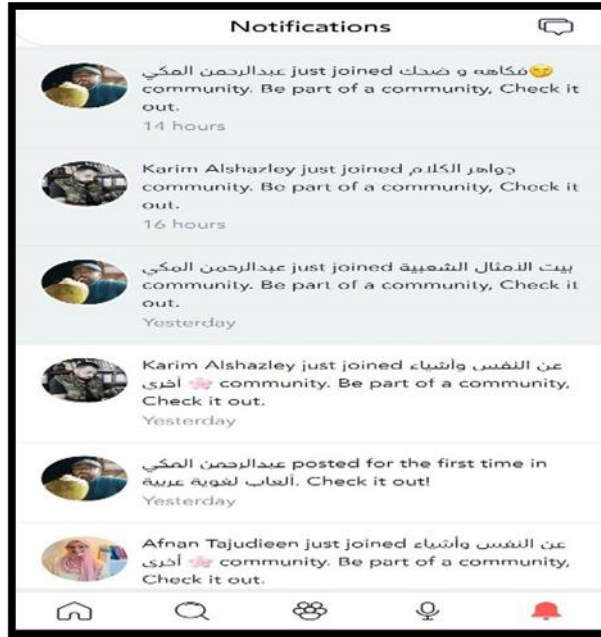 Notifications
عبدالرحمن المكي just joined فكاهه و ضحك🤭
community. Be part of a community, Check it
out.
14 hours
Karim Alshazley just joined جواهر الكلام
community. Be part of a community, Check it
out.
16 hours
عبدالرحمن المكي just joined بيت الأمثال الشعبية
community. Be part of a community, Check it
out.
Yesterday
Karim Alshazley just joined عن النفس وأشياء
أخرى 🌸 community. Be part of a community,
Check it out.
Yesterday
عبدالرحمن المكي posted for the first time in
ألعاب لغوية عربية. Check it out!
Yesterday
Afnan Tajudieen just joined عن النفس وأشياء
أخرى 🌸 community. Be part of a community,
Check it out.